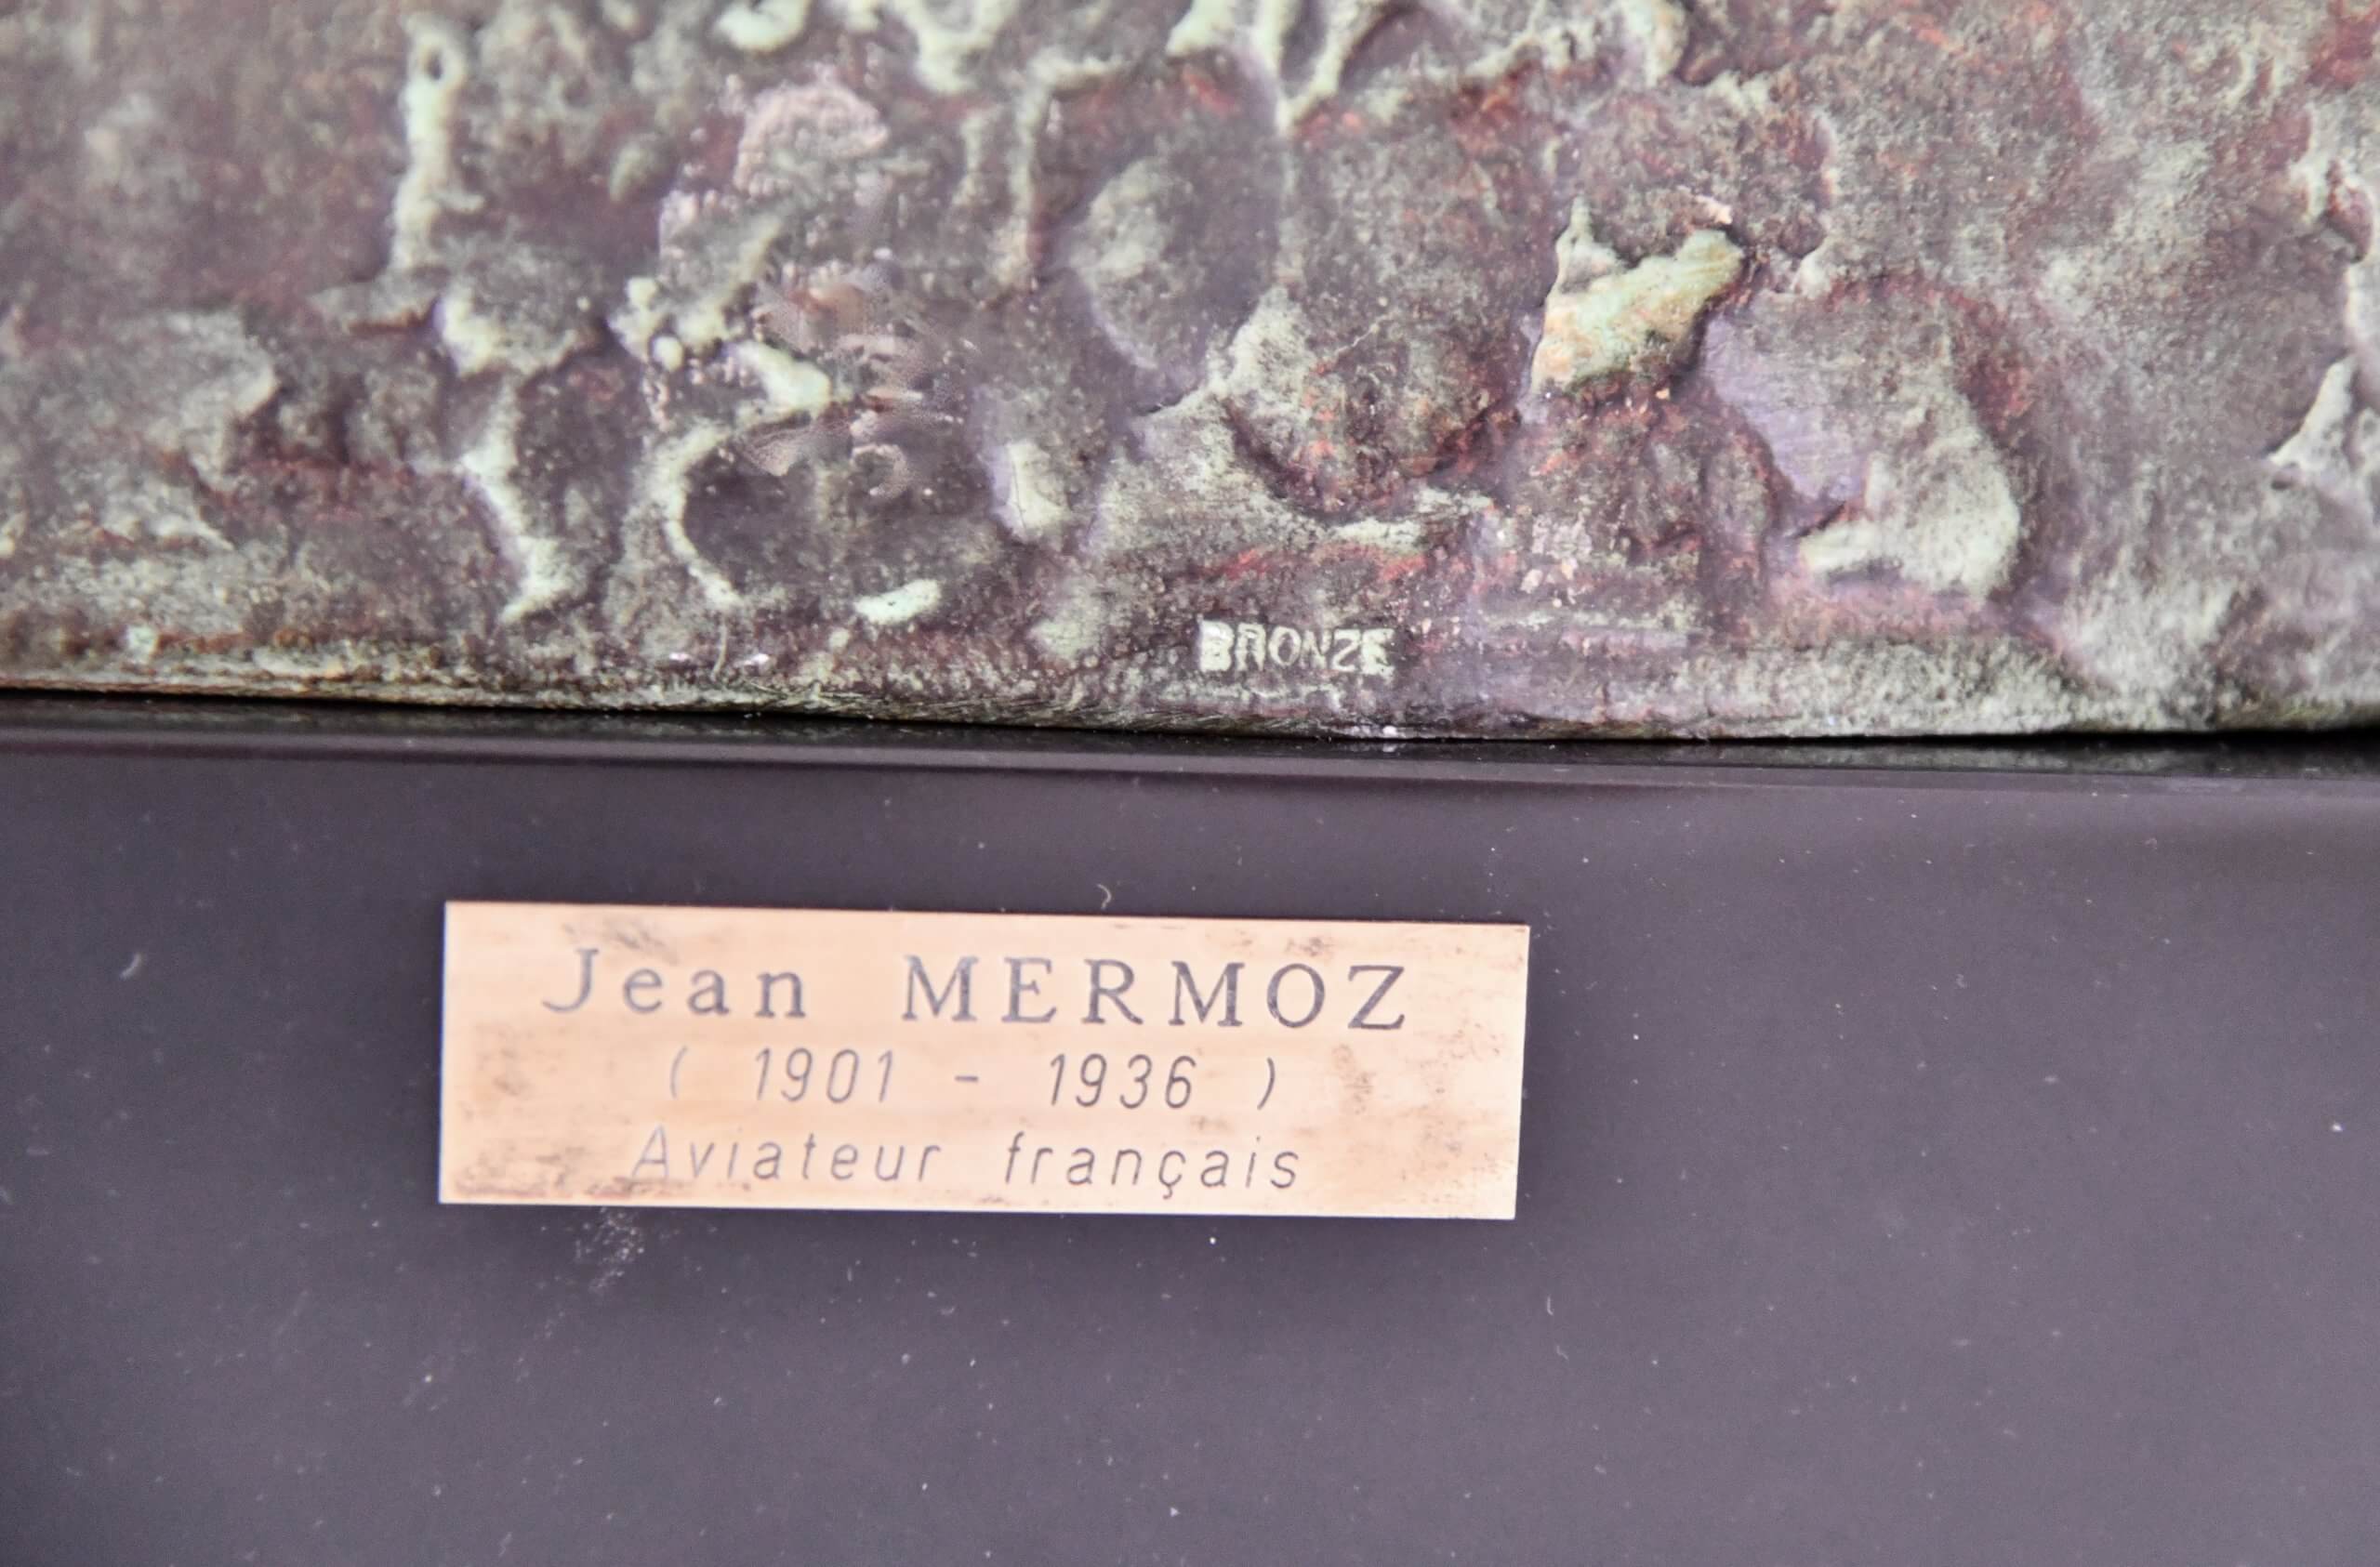 BRONZE
Jean MERMOZ
( 1901 - 1936 )
Aviateur français